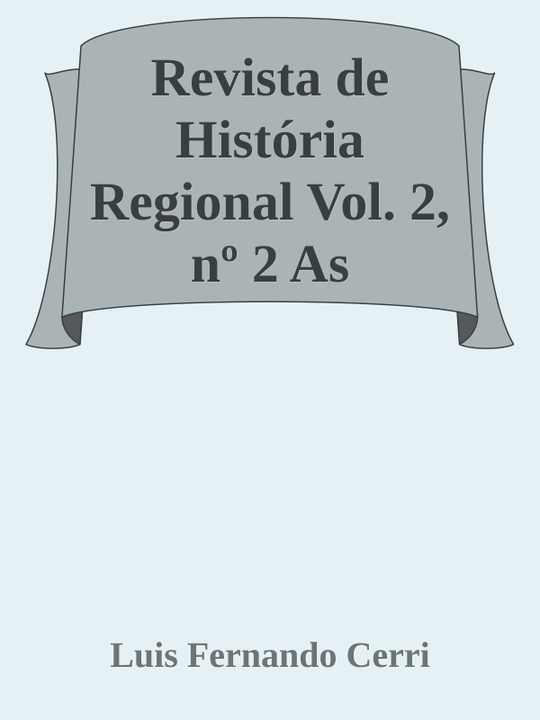 Revista de
História
Regional Vol. 2,
nº 2 As
Luis Fernando Cerri